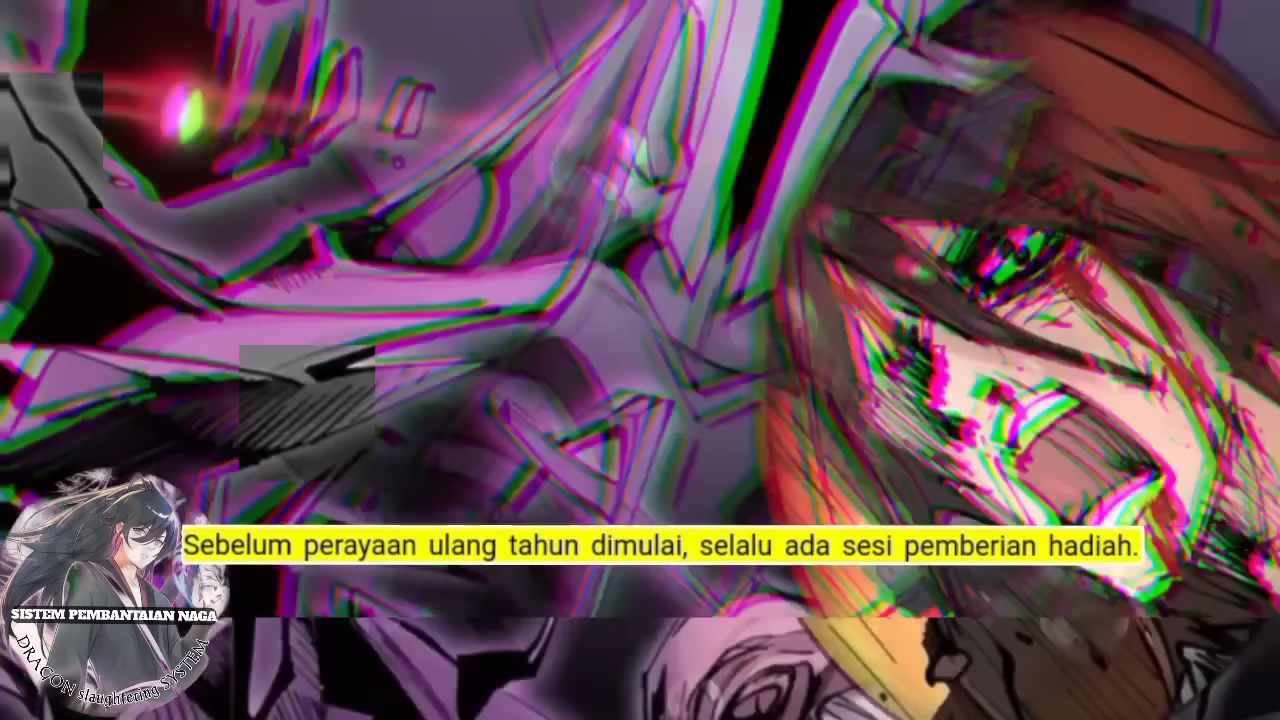 Sebelum perayaan ulang tahun dimulai, selalu ada sesi pemberian hadiah.
SISTEM PEMBANTAIAN NAGA
DRAGON slaughtering SYSTEM